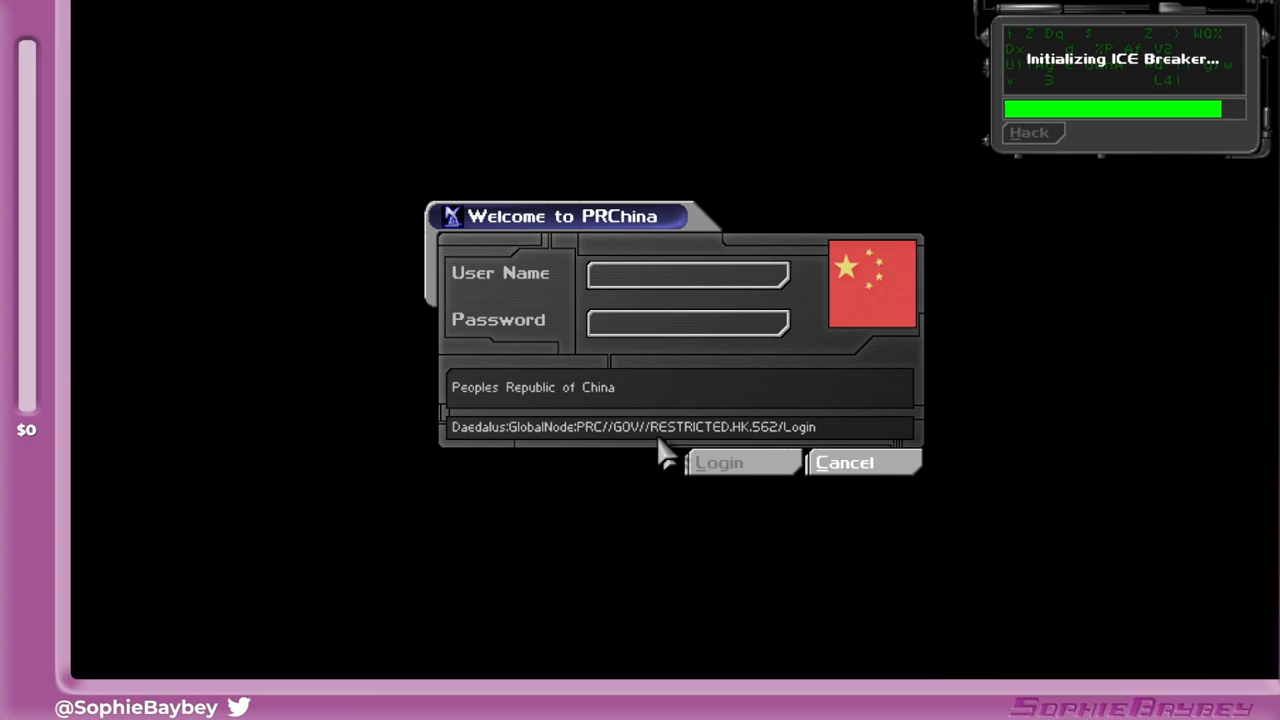 Initializing ICE Breaker...
Hack
Welcome to PRChina
User Name
Password
Peoples Republic of China
Daedalus:GlobalNode:PRC//GOV//RESTRICTED.HK.562/Login
Login
Cancel
$0
@SophieBaybey
SOPHIEBAYBEY